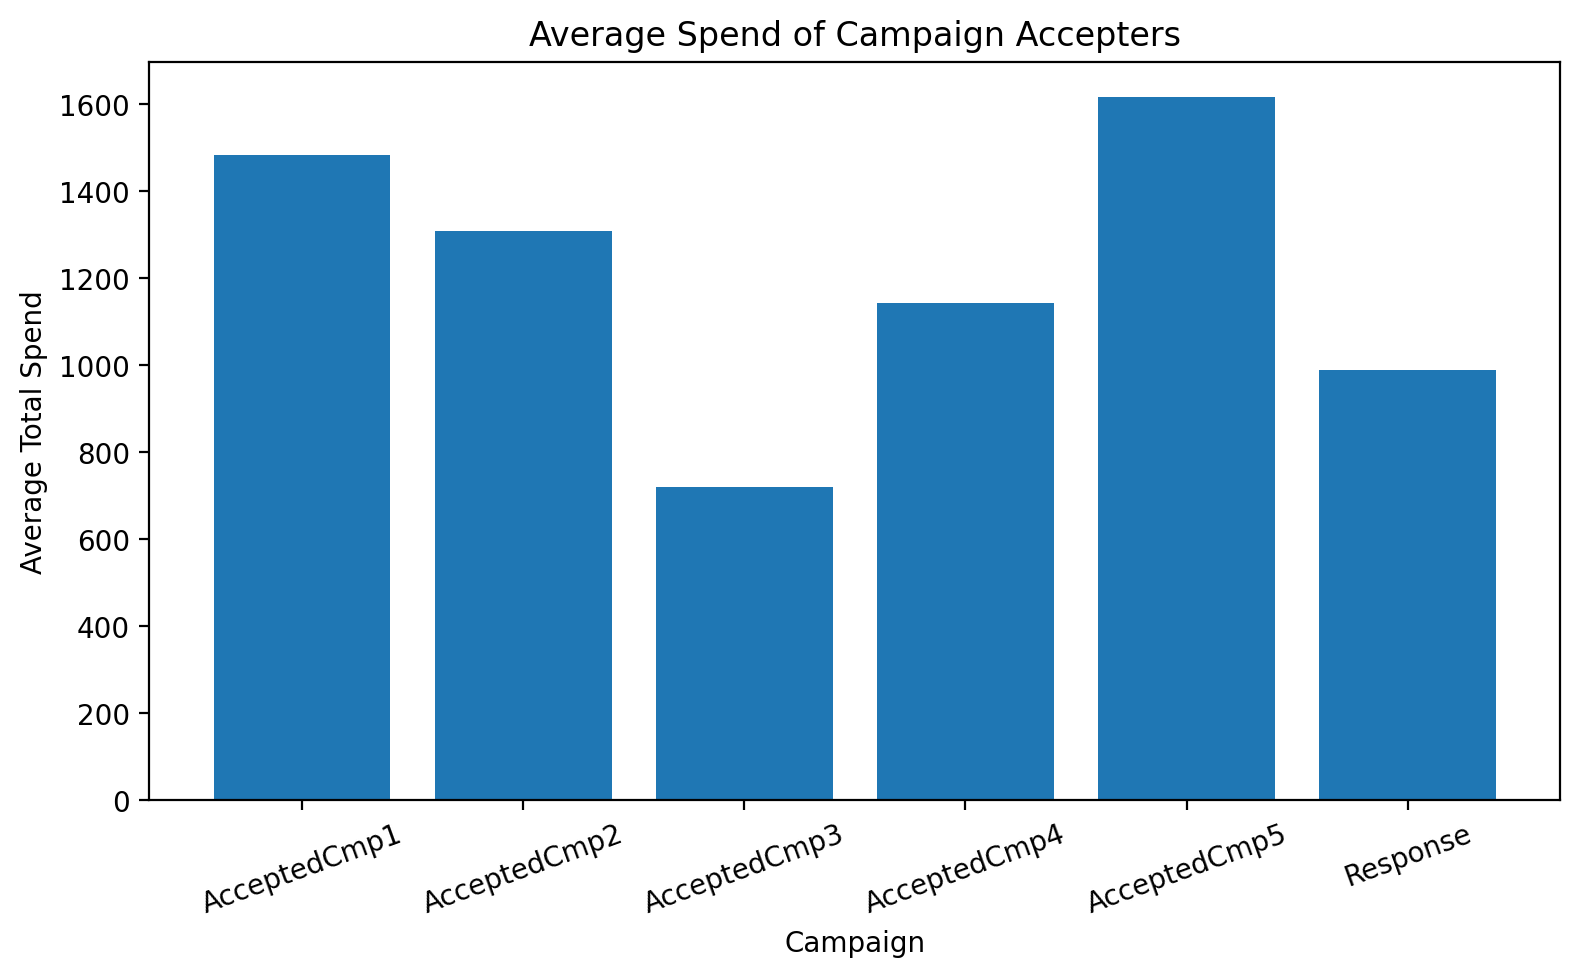 Average Spend of Campaign Accepters
Average Total Spend
1600
1400
1200
1000
800
600
400
200
0
AcceptedCmp1
AcceptedCmp2
AcceptedCmp3
AcceptedCmp4
AcceptedCmp5
Response
Campaign